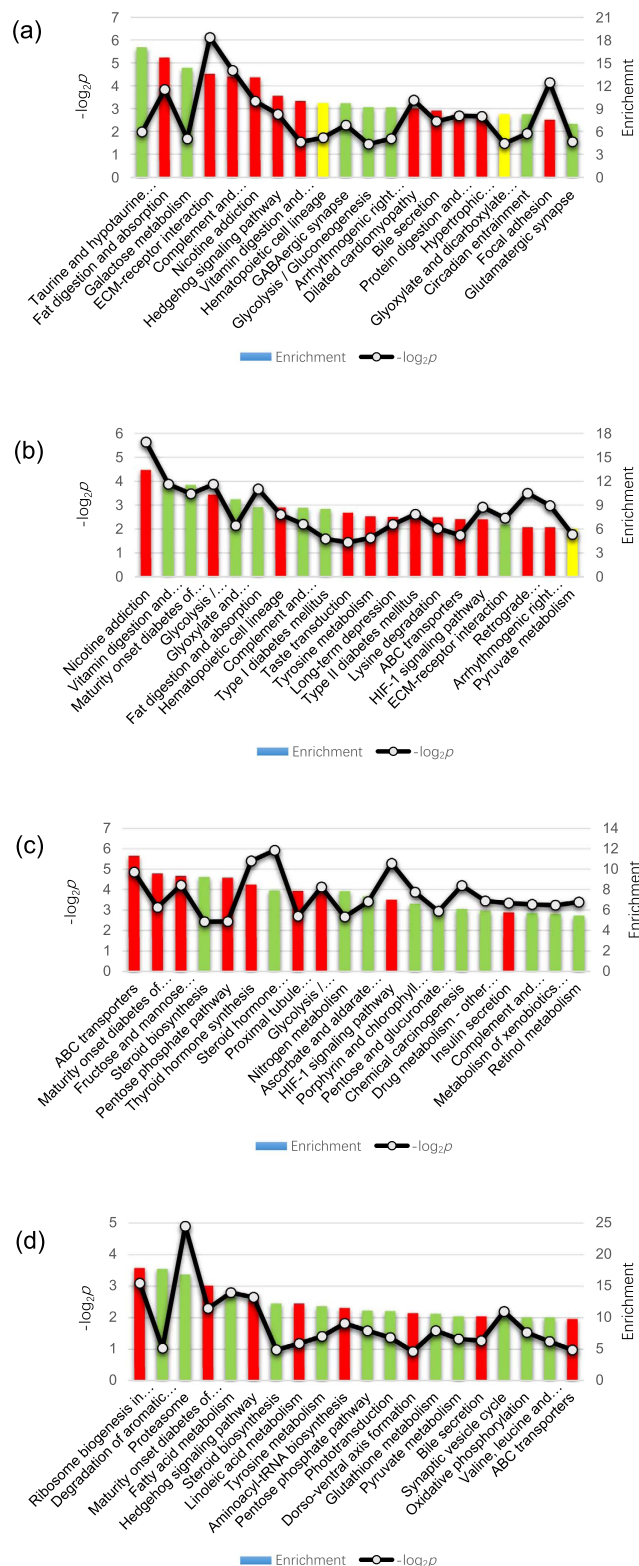 (a)
7
6
5
4
3
2
1
0
-log2p
21
18
15
12
9
6
3
0
Enrichemnt
Taurine and hypotaurine…
Fat digestion and absorption
Galactose metabolism
ECM-receptor interaction
Complement and…
Nicotine addiction
Hedgehog signaling pathway
Vitamin digestion and…
Hematopoietic cell lineage
GABAergic synapse
Glycolysis / Gluconeogenesis
Arrhythmogenic right…
Dilated cardiomyopathy
Bile secretion
Protein digestion and…
Hypertrophic…
Glyoxylate and dicarboxylate…
Circadian entrainment
Focal adhesion
Glutamatergic synapse
Enrichment
-log2p
(b)
6
5
4
3
2
1
0
-log2p
18
15
12
9
6
3
0
Enrichment
Nicotine addiction
Vitamin digestion and…
Maturity onset diabetes of…
Glycolysis /…
Glyoxylate and…
Fat digestion and absorption
Hematopoietic cell lineage
Complement and…
Type I diabetes mellitus
Taste transduction
Tyrosine metabolism
Long-term depression
Type II diabetes mellitus
Lysine degradation
ABC transporters
HIF-1 signaling pathway
ECM-receptor interaction
Retrograde…
Arrhythmogenic right…
Pyruvate metabolism
Enrichment
-log2p
(c)
7
6
5
4
3
2
1
0
-log2p
14
12
10
8
6
4
2
0
Enrichment
ABC transporters
Maturity onset diabetes of…
Fructose and mannose…
Steroid biosynthesis
Pentose phosphate pathway
Thyroid hormone synthesis
Steroid hormone…
Proximal tubule…
Glycolysis /…
Nitrogen metabolism
Ascorbate and aldarate…
HIF-1 signaling pathway
Porphyrin and chlorophyll…
Pentose and glucuronate…
Chemical carcinogenesis
Drug metabolism - other…
Insulin secretion
Complement and…
Metabolism of xenobiotics…
Retinol metabolism
Enrichment
-log2p
(d)
5
4
3
2
1
0
-log2p
25
20
15
10
5
0
Enrichment
Ribosome biogenesis in…
Degradation of aromatic…
Proteasome
Maturity onset diabetes of…
Fatty acid metabolism
Hedgehog signaling pathway
Steroid biosynthesis
Linoleic acid metabolism
Tyrosine metabolism
Aminoacyl-tRNA biosynthesis
Pentose phosphate pathway
Phototransduction
Dorso-ventral axis formation
Glutathione metabolism
Pyruvate metabolism
Bile secretion
Synaptic vesicle cycle
Oxidative phosphorylation
Valine, leucine and…
ABC transporters
Enrichment
-log2p